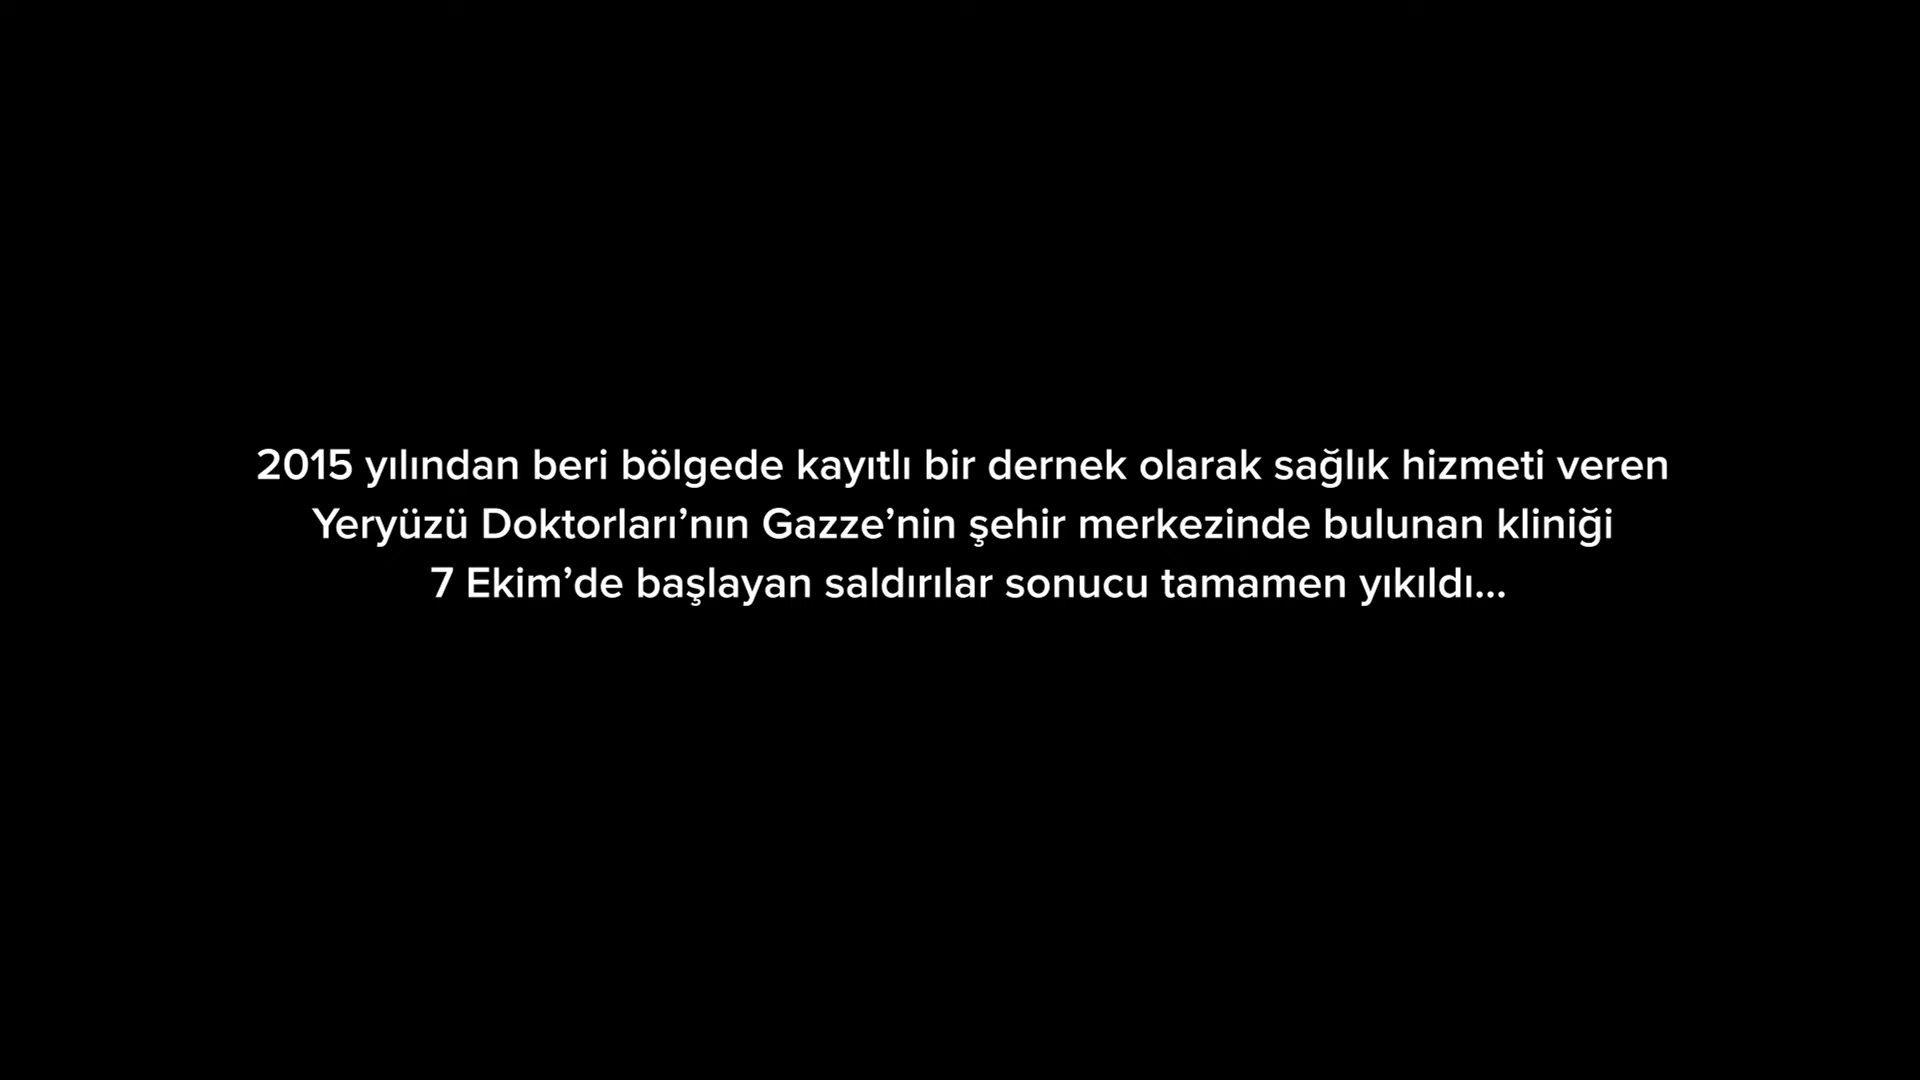 2015 yılından beri bölgede kayıtlı bir dernek olarak sağlık hizmeti veren
Yeryüzü Doktorları’nın Gazze’nin şehir merkezinde bulunan kliniği
7 Ekim’de başlayan saldırılar sonucu tamamen yıkıldı...